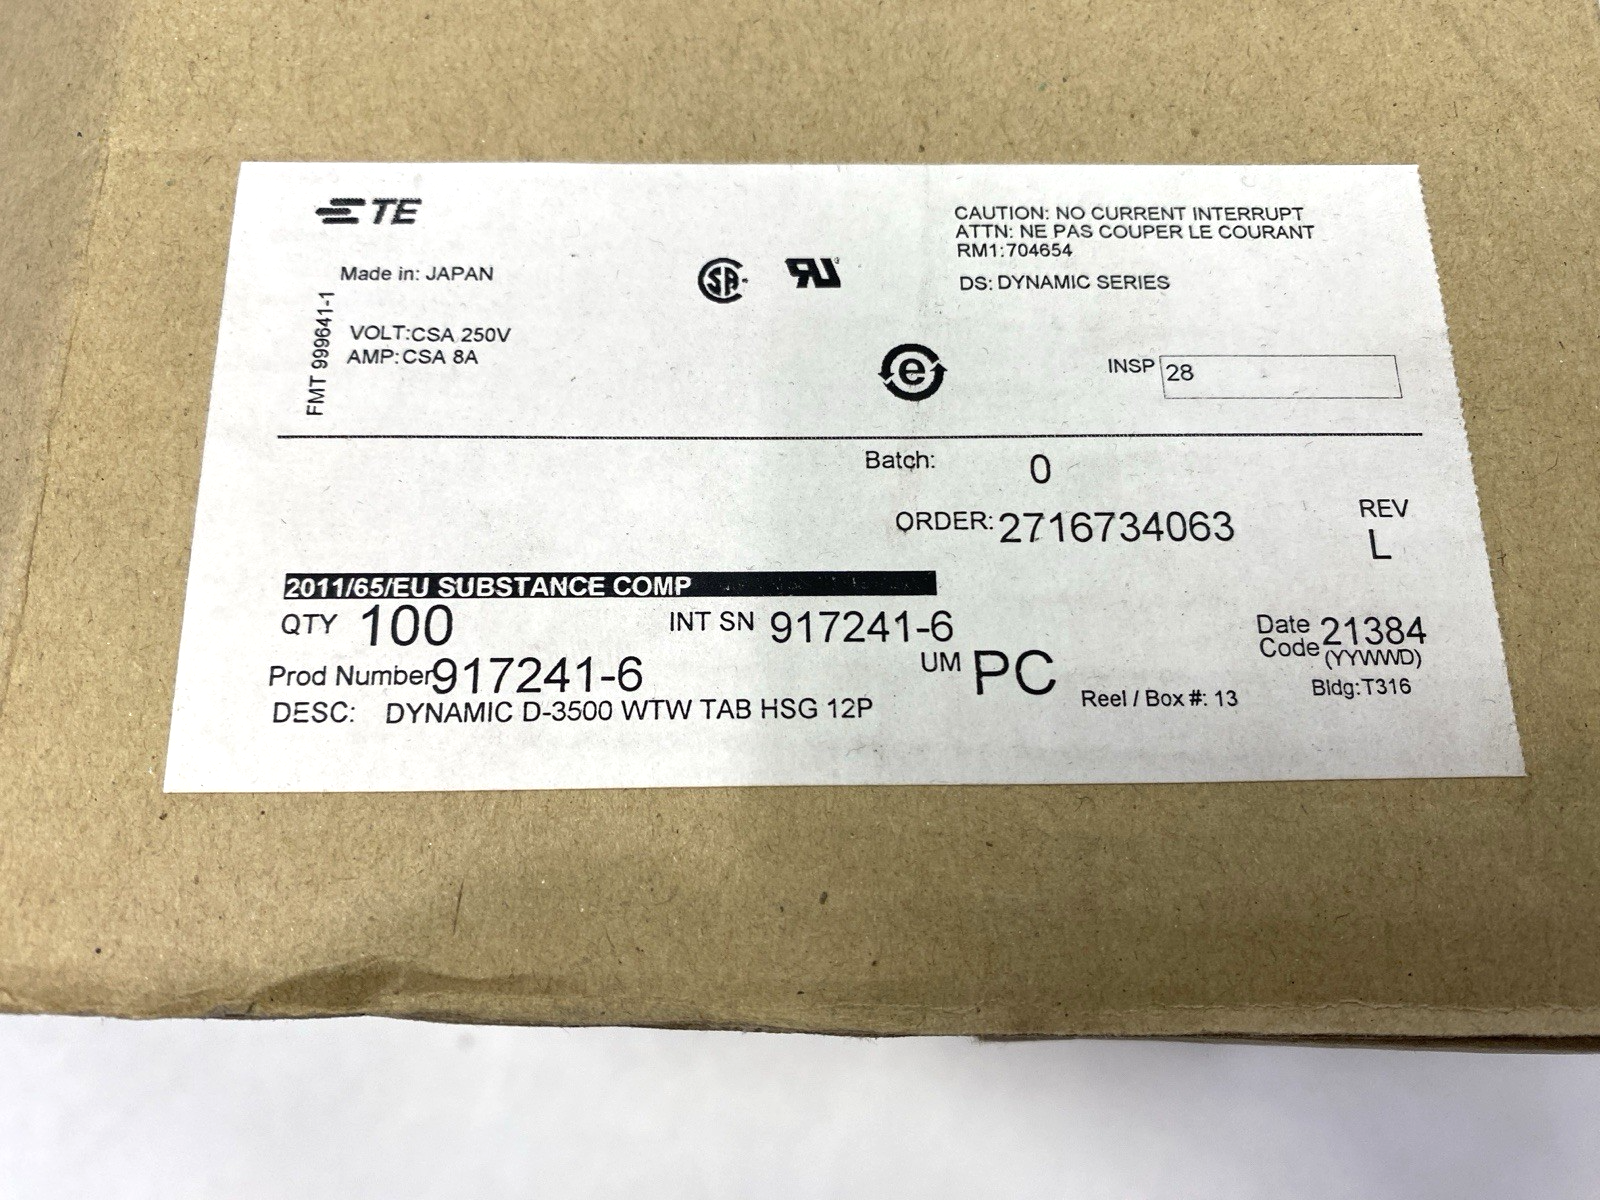 TE
CAUTION: NO CURRENT INTERRUPT
ATTN: NE PAS COUPER LE COURANT
RM1:704654
Made in: JAPAN
DS: DYNAMIC SERIES
FMT 999641-1
VOLT:CSA 250V
AMP:CSA 8A
e
INSP 28
Batch: 0
ORDER: 2716734063
REV
L
2011/65/EU SUBSTANCE COMP
QTY 100
INT SN 917241-6
Date Code 21384
(YYWWD)
Prod Number 917241-6
UM PC
Reel / Box #: 13
Bldg:T316
DESC: DYNAMIC D-3500 WTW TAB HSG 12P